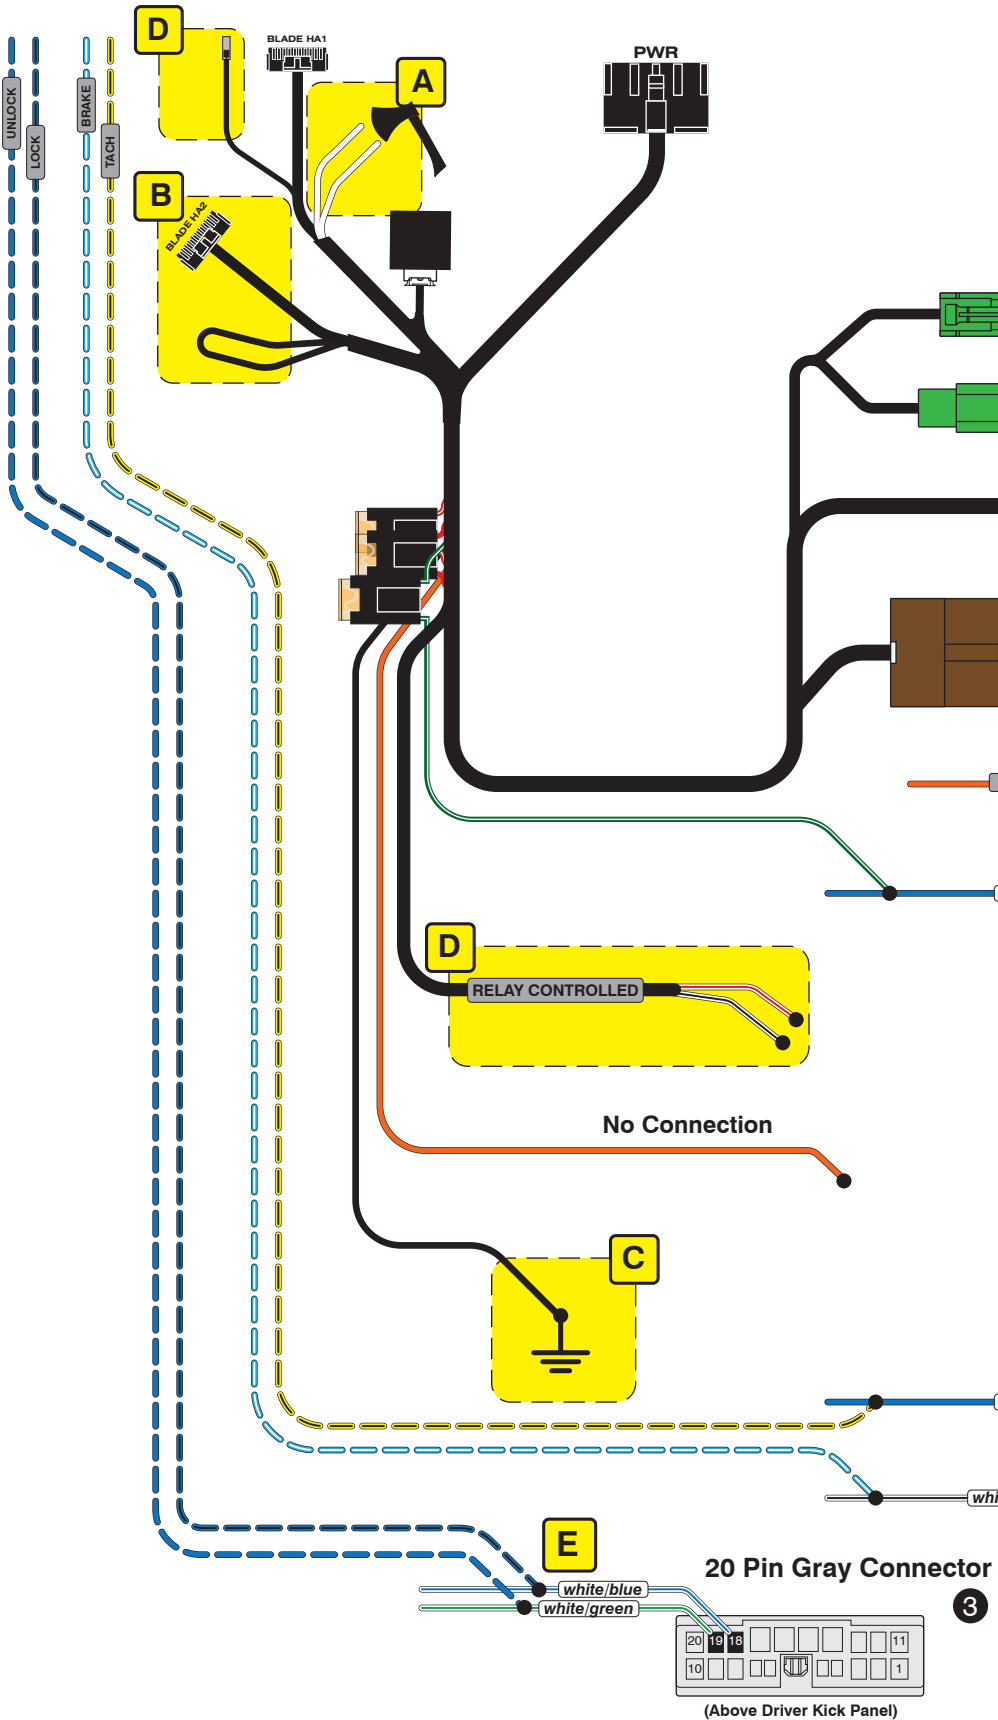 D
BLADE HA1
PWR
A
UNLOCK
LOCK
BRAKE
TACH
B
BLADE HA2
D
RELAY CONTROLLED
No Connection
C
whi
E
20 Pin Gray Connector
3
white/blue
white/green
20 19 18 11
10 1
(Above Driver Kick Panel)